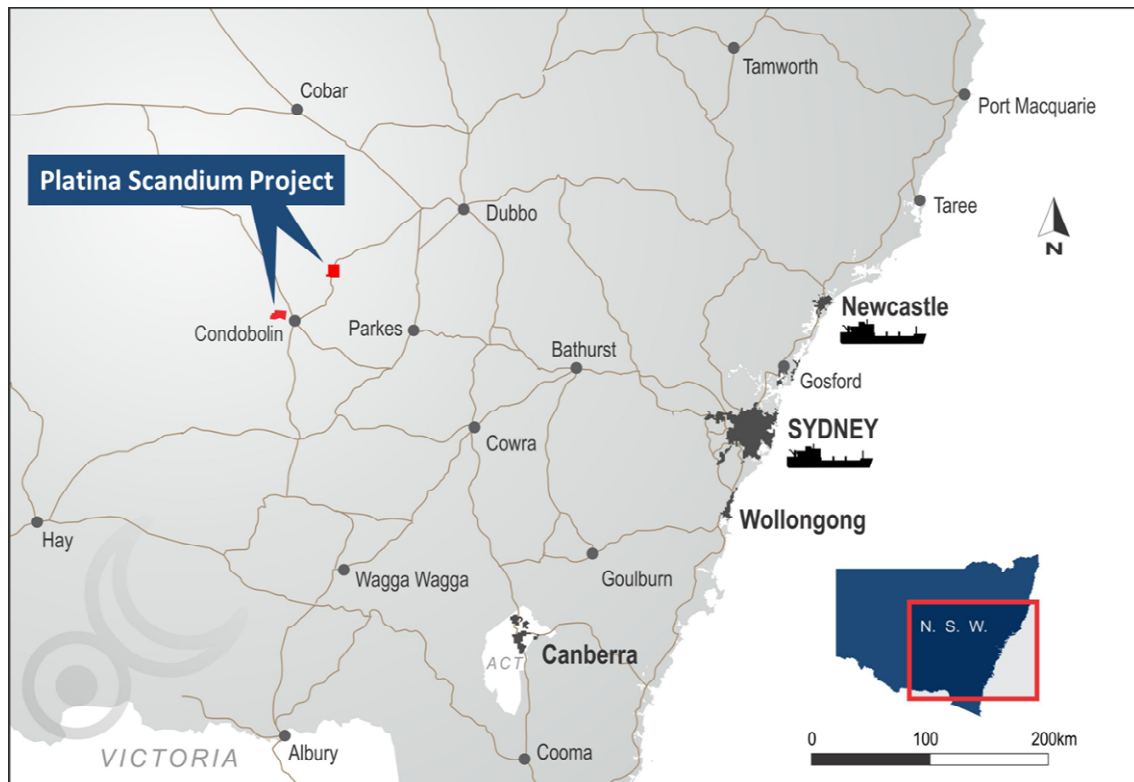 Tamworth
Cobar
Port Macquarie
Platina Scandium Project
Dubbo
Taree
N
Newcastle
Condobolin
Parkes
Bathurst
Gosford
SYDNEY
Cowra
Wollongong
Hay
Wagga Wagga
Goulburn
N. S. W.
Canberra
ACT
VICTORIA
Albury
Cooma
0 100 200km